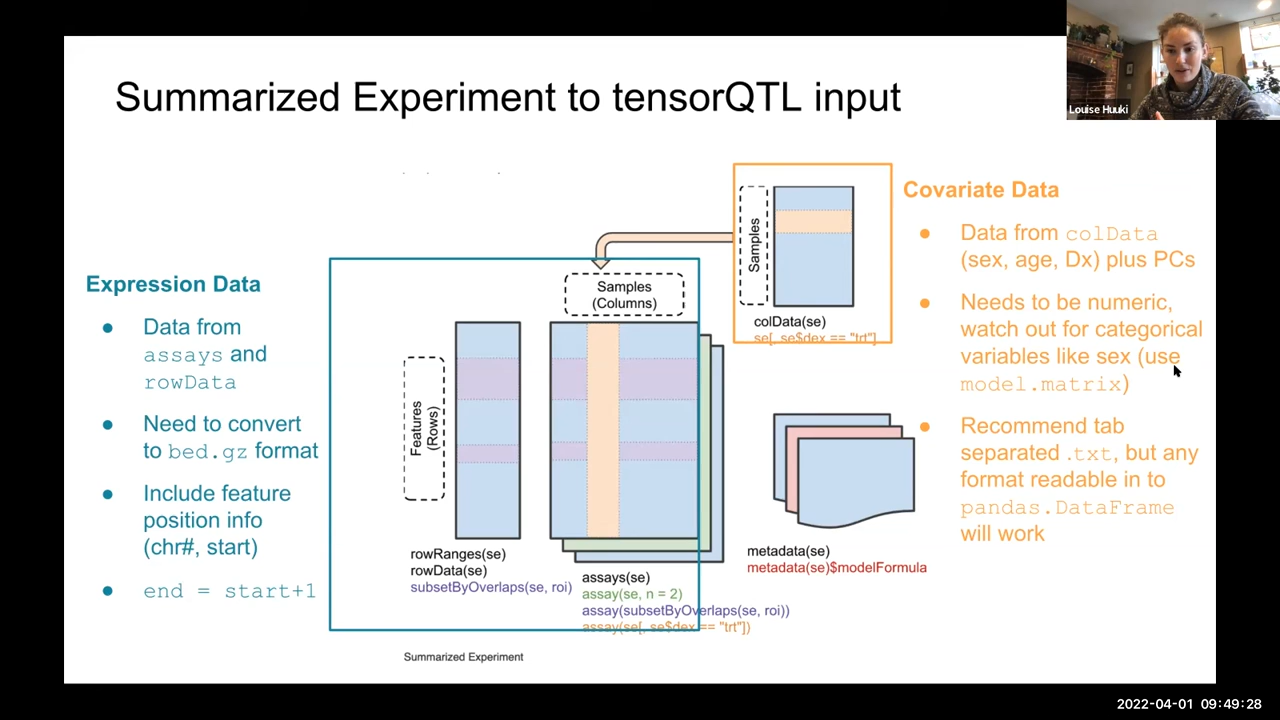 Summarized Experiment to tensorQTL input
Louise Huuki
Expression Data
● Data from
assays and
rowData
● Need to convert
to bed.gz format
● Include feature
position info
(chr#, start)
● end = start+1
Samples
(Columns)
Features
(Rows)
rowRanges(se)
rowData(se)
subsetByOverlaps(se, roi)
assays(se)
assay(se, n = 2)
assay(subsetByOverlaps(se, roi))
assay(se[, se$dex == "trt"])
Summarized Experiment
Samples
colData(se)
se[, se$dex == "trt"]
metadata(se)
metadata(se)$modelFormula
Covariate Data
● Data from colData
(sex, age, Dx) plus PCs
● Needs to be numeric,
watch out for categorical
variables like sex (use
model.matrix)
● Recommend tab
separated .txt, but any
format readable in to
pandas.DataFrame
will work
2022-04-01 09:49:28